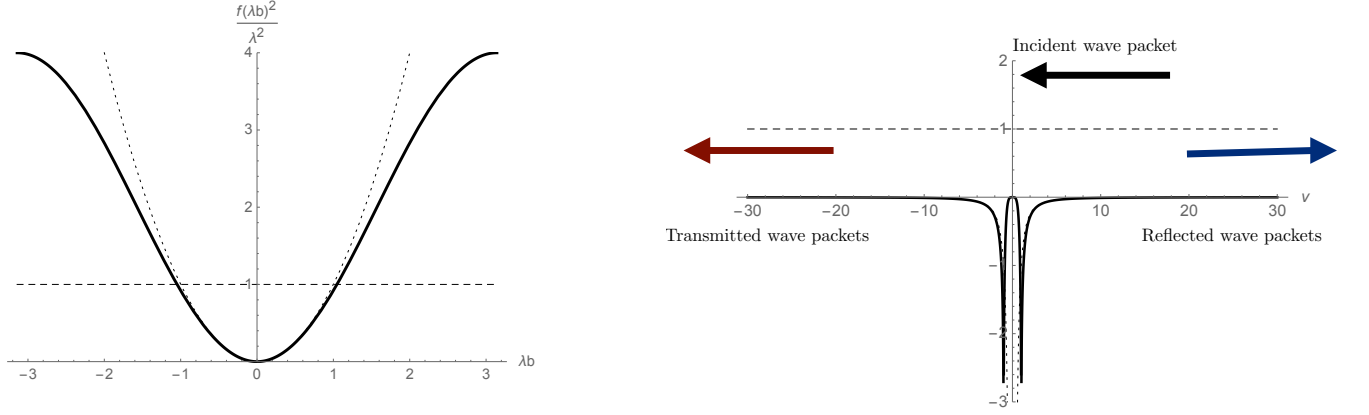 f(λb)²
λ²
4
3
2
1
−3 −2 −1 0 1 2 3 λb
Incident wave packet
2
1
−30 −20 −10 10 20 30 v
Transmitted wave packets Reflected wave packets
−1
−2
−3